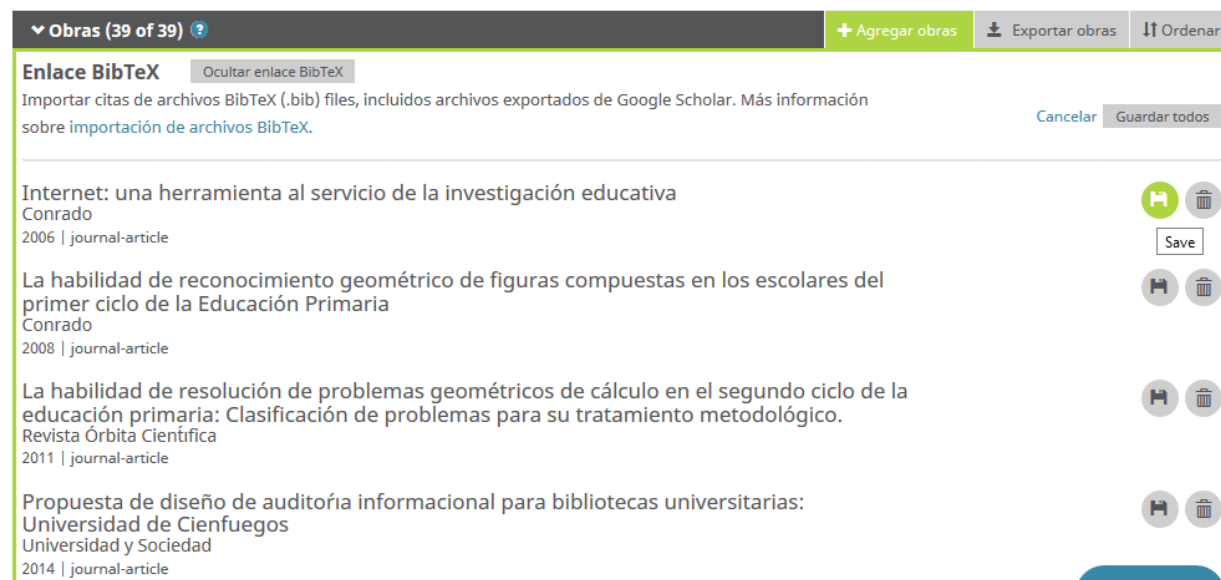 Obras (39 of 39) ?
+ Agregar obras
Exportar obras
Ordenar
Enlace BibTeX
Ocultar enlace BibTeX
Importar citas de archivos BibTeX (.bib) files, incluidos archivos exportados de Google Scholar. Más información
sobre importación de archivos BibTeX.
Cancelar
Guardar todos
Internet: una herramienta al servicio de la investigación educativa
Conrado
2006 | journal-article
Save
La habilidad de reconocimiento geométrico de figuras compuestas en los escolares del
primer ciclo de la Educación Primaria
Conrado
2008 | journal-article
La habilidad de resolución de problemas geométricos de cálculo en el segundo ciclo de la
educación primaria: Clasificación de problemas para su tratamiento metodológico.
Revista Órbita Cient́ıfica
2011 | journal-article
Propuesta de diseño de auditoŕıa informacional para bibliotecas universitarias:
Universidad de Cienfuegos
Universidad y Sociedad
2014 | journal-article